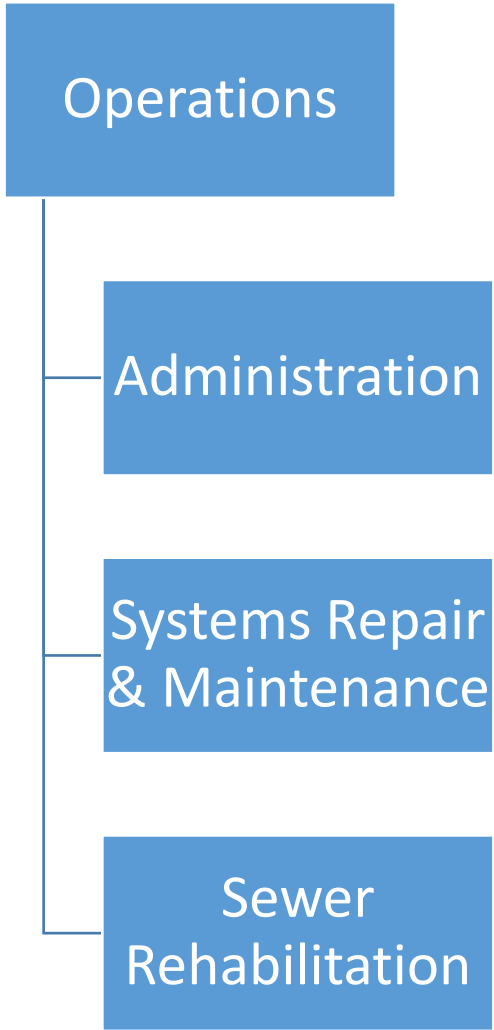 Operations
Administration
Systems Repair
& Maintenance
Sewer
Rehabilitation